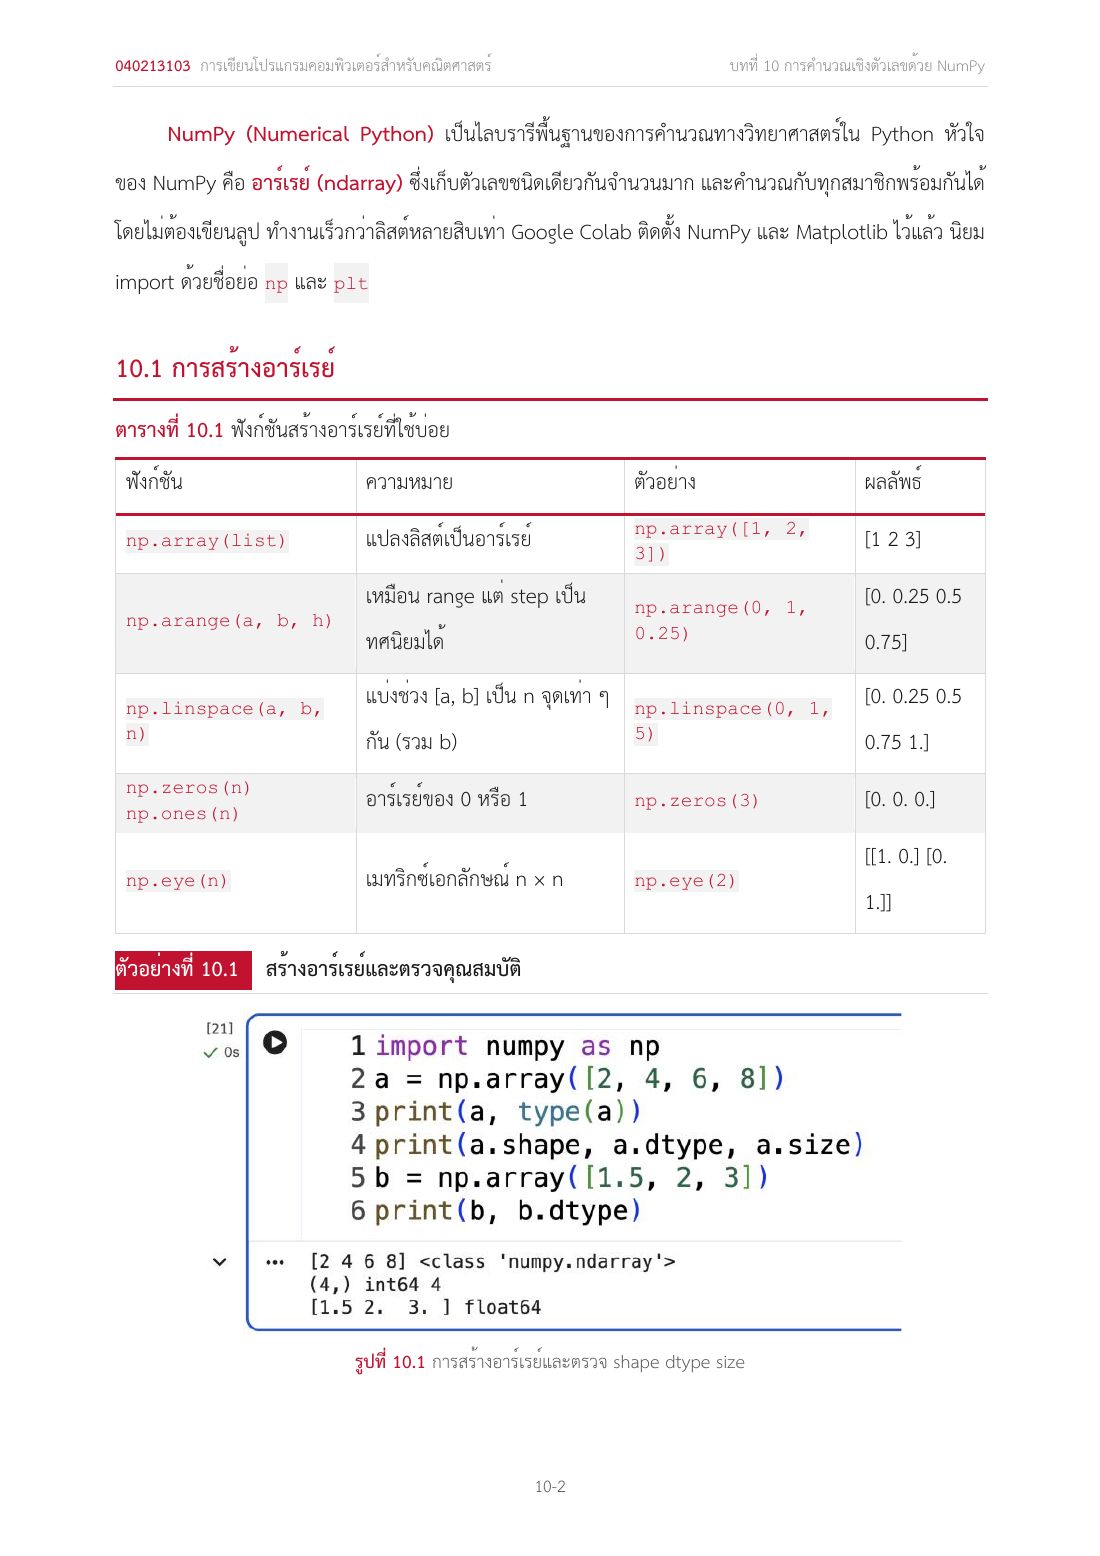 040213103 การเขียนโปรแกรมคอมพิวเตอร์สำหรับคณิตศาสตร์ บทที่ 10 การคำนวณเชิงตัวเลขด้วย NumPy
NumPy (Numerical Python) เป็นไลบรารีพื้นฐานของการคำนวณทางวิทยาศาสตร์ใน Python หัวใจ
ของ NumPy คือ อาร์เรย์ (ndarray) ซึ่งเก็บตัวเลขชนิดเดียวกันจำนวนมาก และคำนวณกับทุกสมาชิกพร้อมกันได้
โดยไม่ต้องเขียนลูป ทำงานเร็วกว่าลิสต์หลายสิบเท่า Google Colab ติดตั้ง NumPy และ Matplotlib ไว้แล้ว นิยม
import ด้วยชื่อย่อ np และ plt
10.1 การสร้างอาร์เรย์
ตารางที่ 10.1 ฟังก์ชันสร้างอาร์เรย์ที่ใช้บ่อย
ฟังก์ชัน ความหมาย ตัวอย่าง ผลลัพธ์
np.array(list) แปลงลิสต์เป็นอาร์เรย์ np.array([1, 2,
3]) [1 2 3]
np.arange(a, b, h) เหมือน range แต่ step เป็น
ทศนิยมได้ np.arange(0, 1,
0.25) [0. 0.25 0.5
0.75]
np.linspace(a, b,
n) แบ่งช่วง [a, b] เป็น n จุดเท่า ๆ
กัน (รวม b) np.linspace(0, 1,
5) [0. 0.25 0.5
0.75 1.]
np.zeros(n)
np.ones(n) อาร์เรย์ของ 0 หรือ 1 np.zeros(3) [0. 0. 0.]
np.eye(n) เมทริกซ์เอกลักษณ์ n × n np.eye(2) [[1. 0.] [0.
1.]]
ตัวอย่างที่ 10.1 สร้างอาร์เรย์และตรวจคุณสมบัติ
[21]
0s
1 import numpy as np
2 a = np.array([2, 4, 6, 8])
3 print(a, type(a))
4 print(a.shape, a.dtype, a.size)
5 b = np.array([1.5, 2, 3])
6 print(b, b.dtype)
[2 4 6 8] <class 'numpy.ndarray'>
(4,) int64 4
[1.5 2.  3. ] float64
รูปที่ 10.1 การสร้างอาร์เรย์และตรวจ shape dtype size
10-2